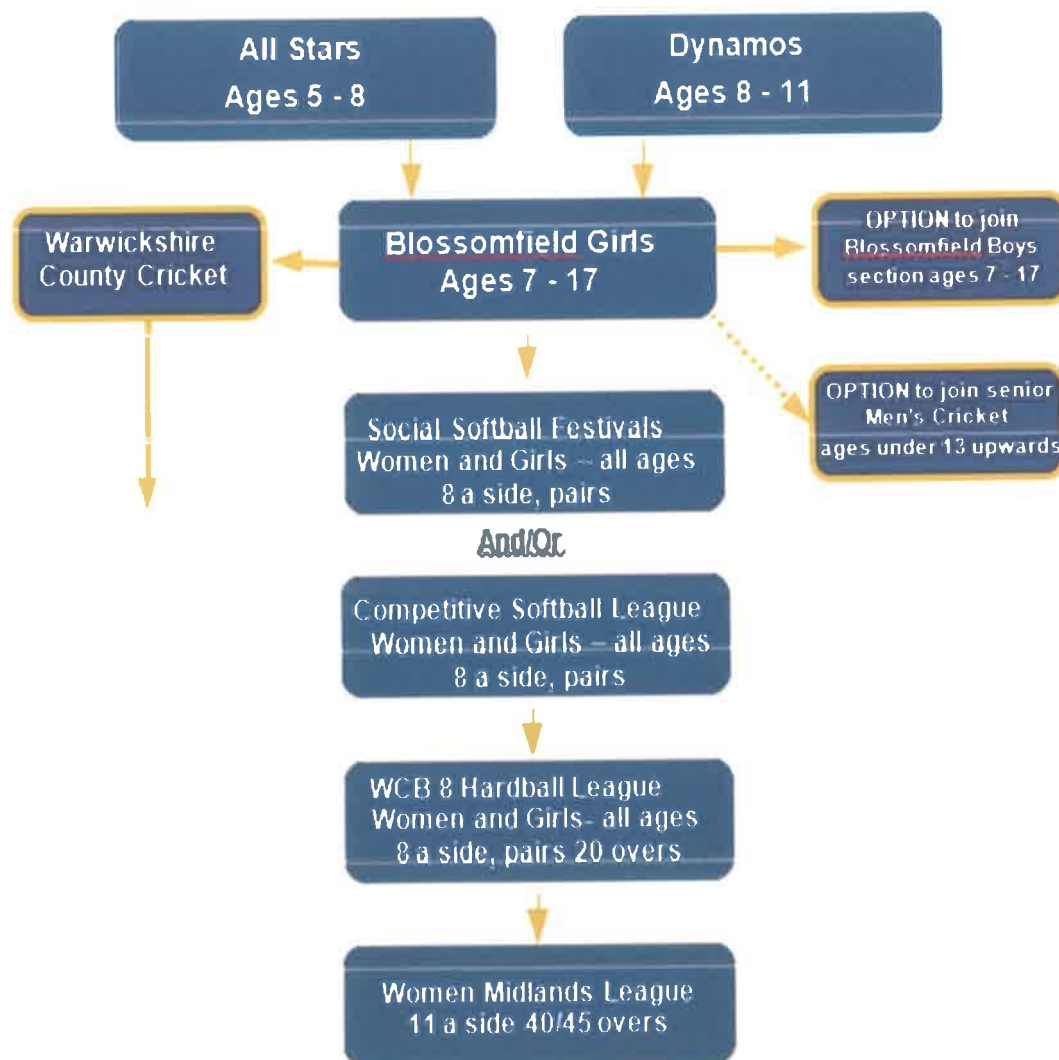 All Stars
Ages 5 - 8
Dynamos
Ages 8 - 11
Warwickshire
County Cricket
Blossomfield Girls
Ages 7 - 17
OPTION to join
Blossomfield Boys
section ages 7 - 17
OPTION to join senior
Men's Cricket
ages under 13 upwards
Social Softball Festivals
Women and Girls – all ages
8 a side, pairs
And/Or
Competitive Softball League
Women and Girls – all ages
8 a side, pairs
WCB 8 Hardball League
Women and Girls- all ages
8 a side, pairs 20 overs
Women Midlands League
11 a side 40/45 overs